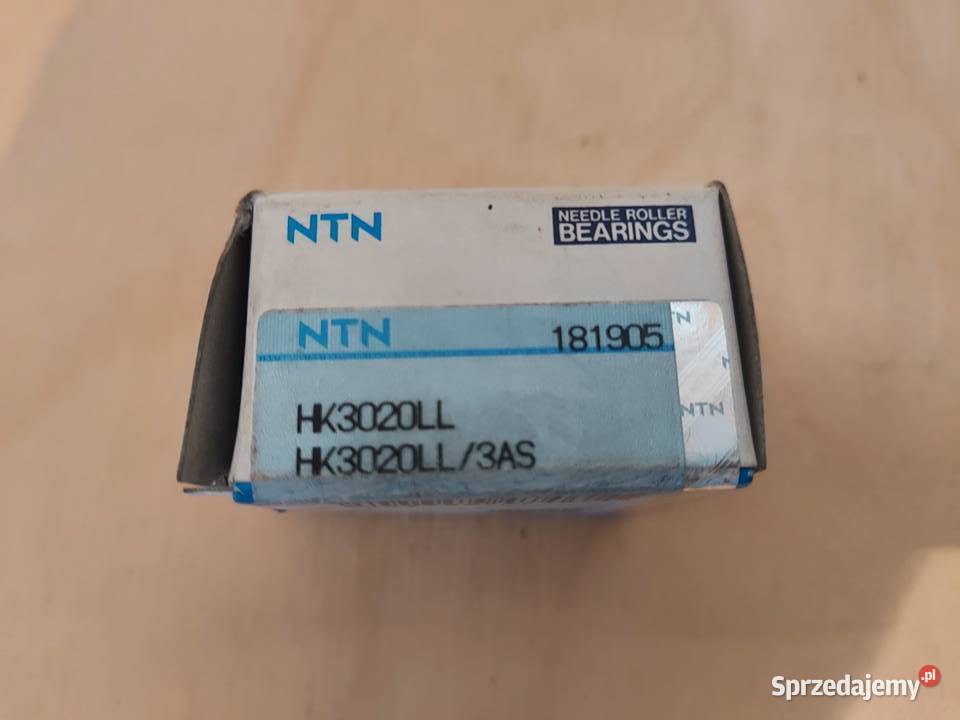 NTN
NEEDLE ROLLER
BEARINGS
NTN 181905
HK3020LL
HK3020LL/3AS
NTN
Sprzedajemy.pl